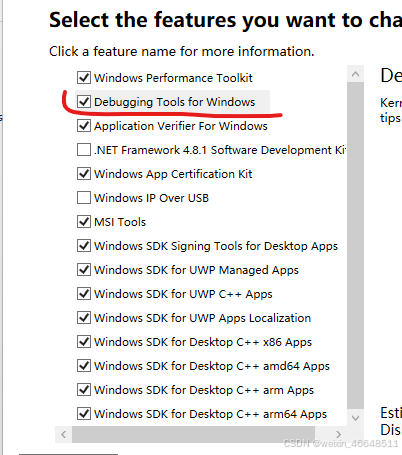 Select the features you want to cha
Click a feature name for more information.
Windows Performance Toolkit
Debugging Tools for Windows
Application Verifier For Windows
.NET Framework 4.8.1 Software Development Kit
Windows App Certification Kit
Windows IP Over USB
MSI Tools
Windows SDK Signing Tools for Desktop Apps
Windows SDK for UWP Managed Apps
Windows SDK for UWP C++ Apps
Windows SDK for UWP Apps Localization
Windows SDK for Desktop C++ x86 Apps
Windows SDK for Desktop C++ amd64 Apps
Windows SDK for Desktop C++ arm Apps
Windows SDK for Desktop C++ arm64 Apps
De
Kern
tips
Esti
Dis
CSDN @weixin_46648511